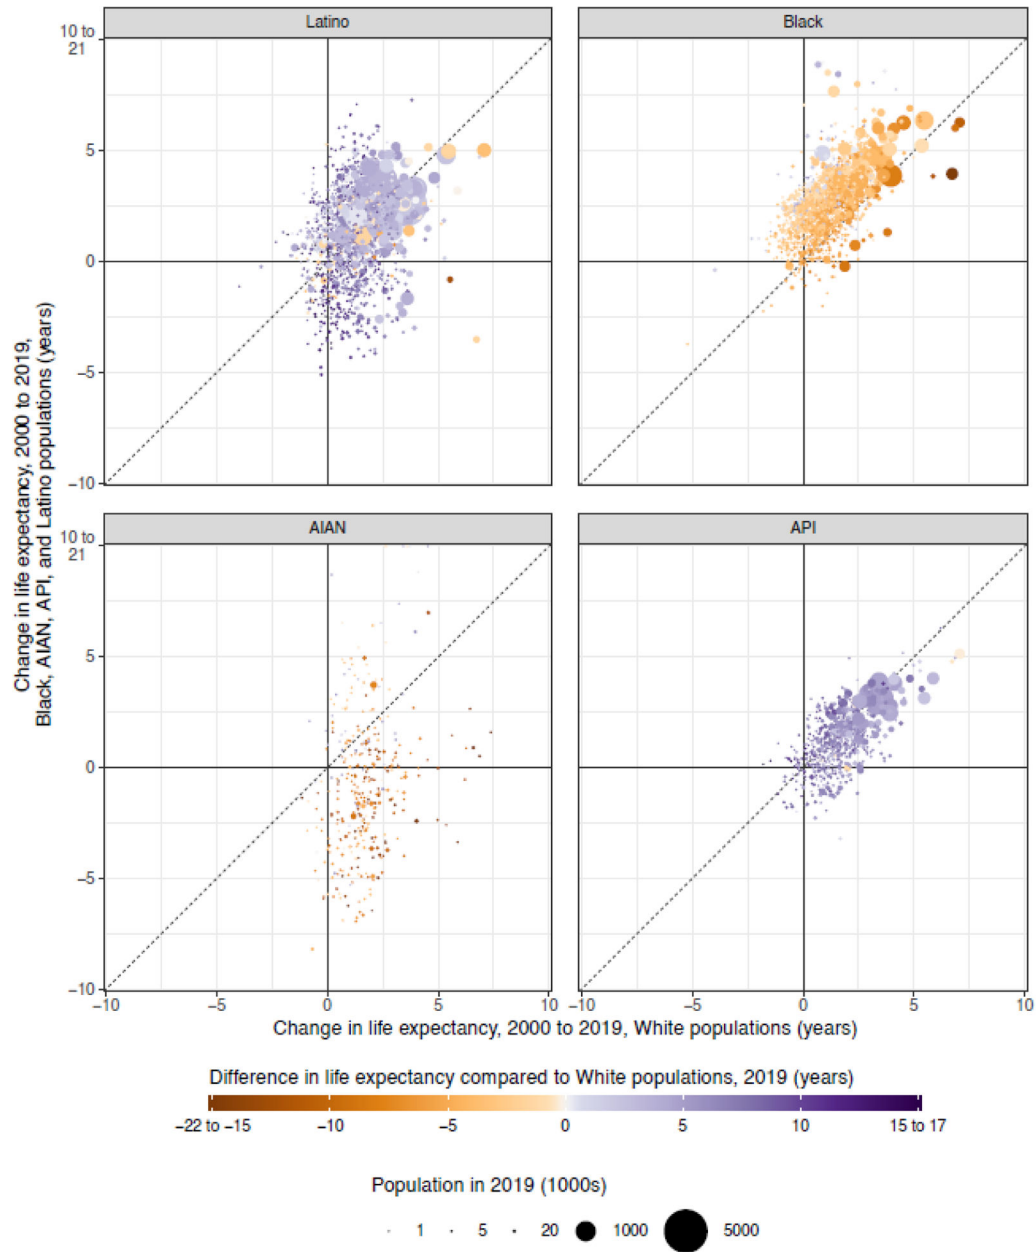 Latino
Black
10 to
21
5
0
−5
−10
AIAN
API
10 to
21
5
0
−5
−10
Change in life expectancy, 2000 to 2019,
Black, AIAN, API, and Latino populations (years)
−10 −5 0 5 10 −10 −5 0 5 10
Change in life expectancy, 2000 to 2019, White populations (years)
Difference in life expectancy compared to White populations, 2019 (years)
−22 to −15 −10 −5 0 5 10 15 to 17
Population in 2019 (1000s)
1 5 20 1000 5000